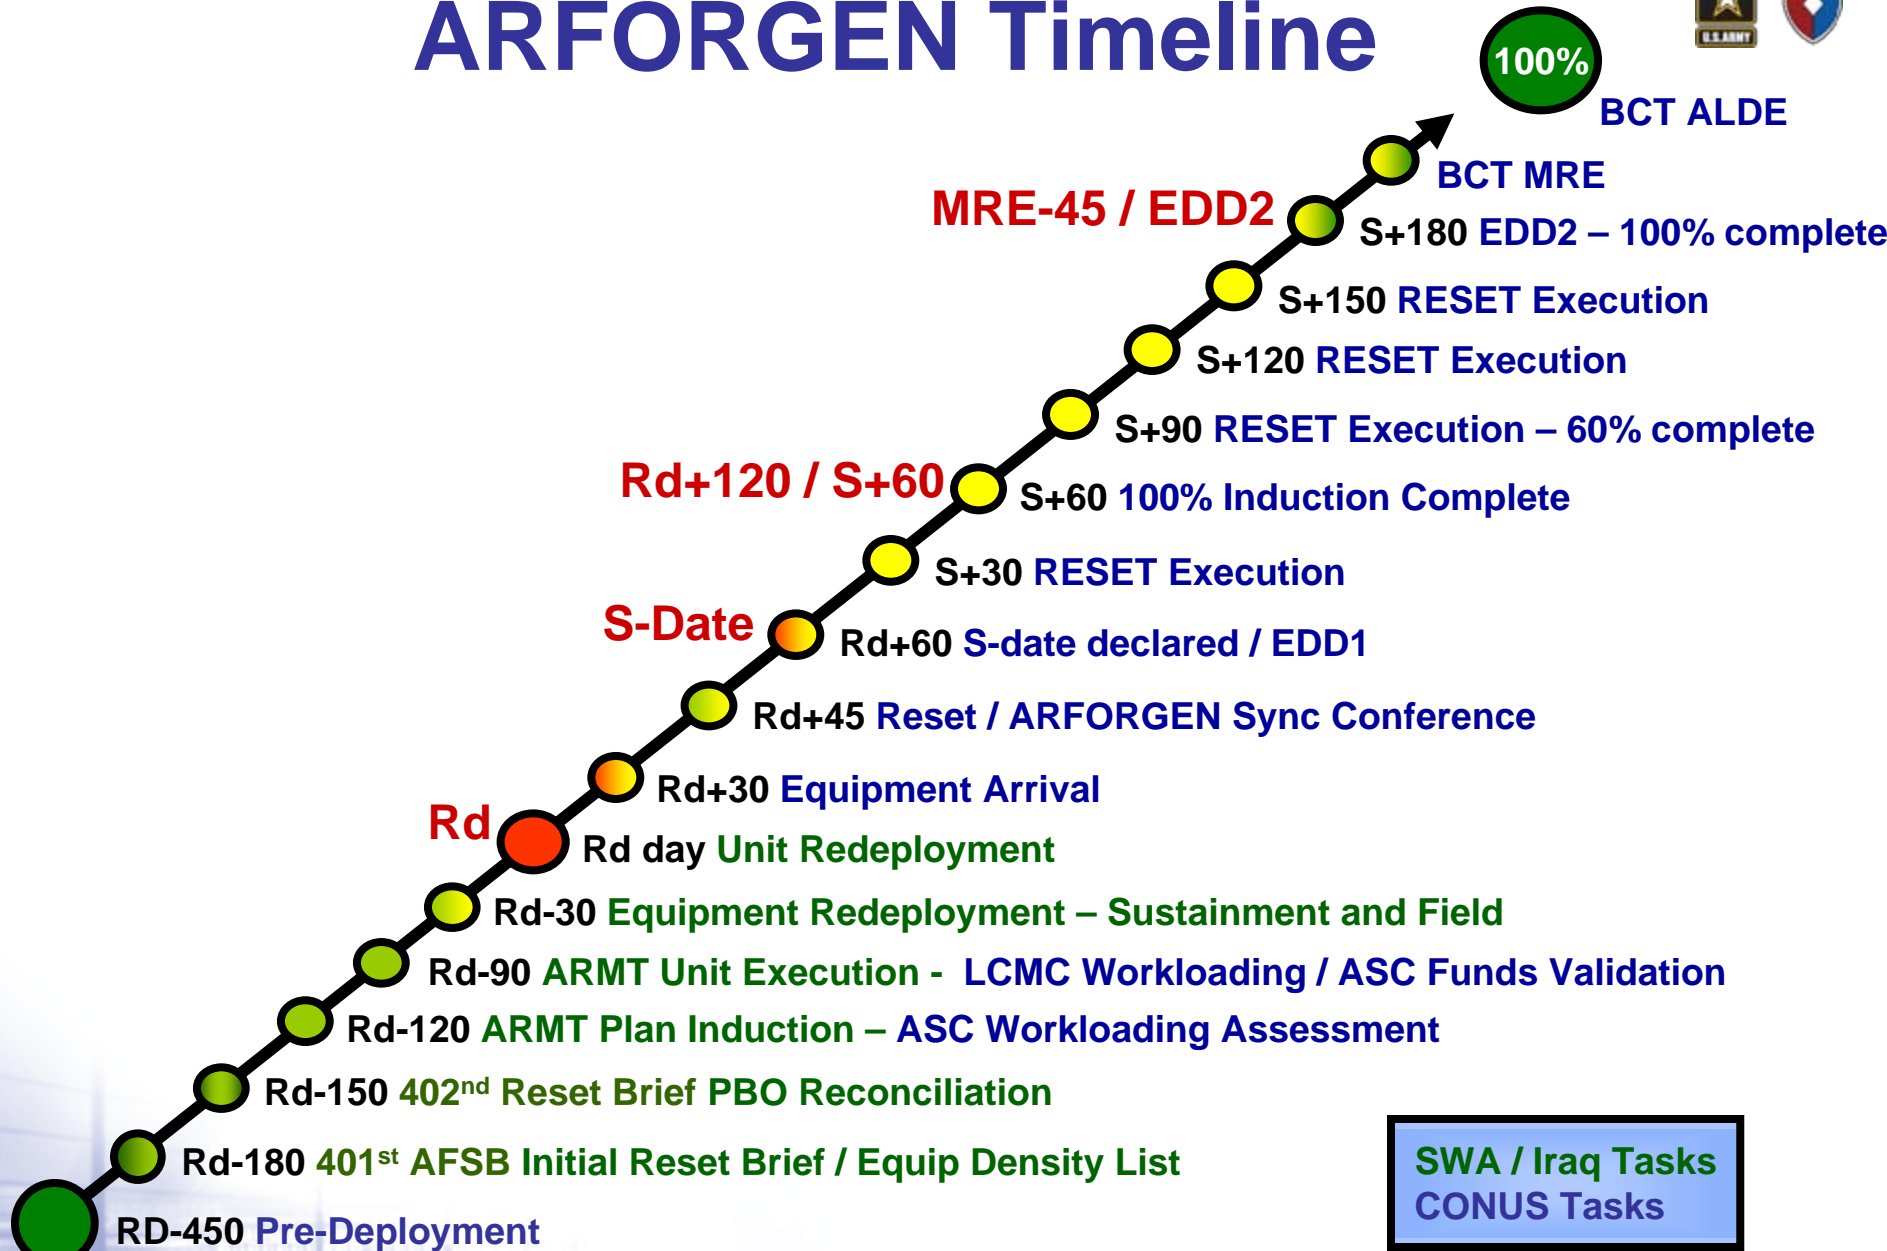 ARFORGEN Timeline
U.S.ARMY
100%
BCT ALDE
BCT MRE
MRE-45 / EDD2
S+180 EDD2 – 100% complete
S+150 RESET Execution
S+120 RESET Execution
S+90 RESET Execution – 60% complete
Rd+120 / S+60
S+60 100% Induction Complete
S+30 RESET Execution
S-Date
Rd+60 S-date declared / EDD1
Rd+45 Reset / ARFORGEN Sync Conference
Rd+30 Equipment Arrival
Rd
Rd day Unit Redeployment
Rd-30 Equipment Redeployment – Sustainment and Field
Rd-90 ARMT Unit Execution - LCMC Workloading / ASC Funds Validation
Rd-120 ARMT Plan Induction – ASC Workloading Assessment
Rd-150 402nd Reset Brief PBO Reconciliation
Rd-180 401st AFSB Initial Reset Brief / Equip Density List
RD-450 Pre-Deployment
SWA / Iraq Tasks
CONUS Tasks